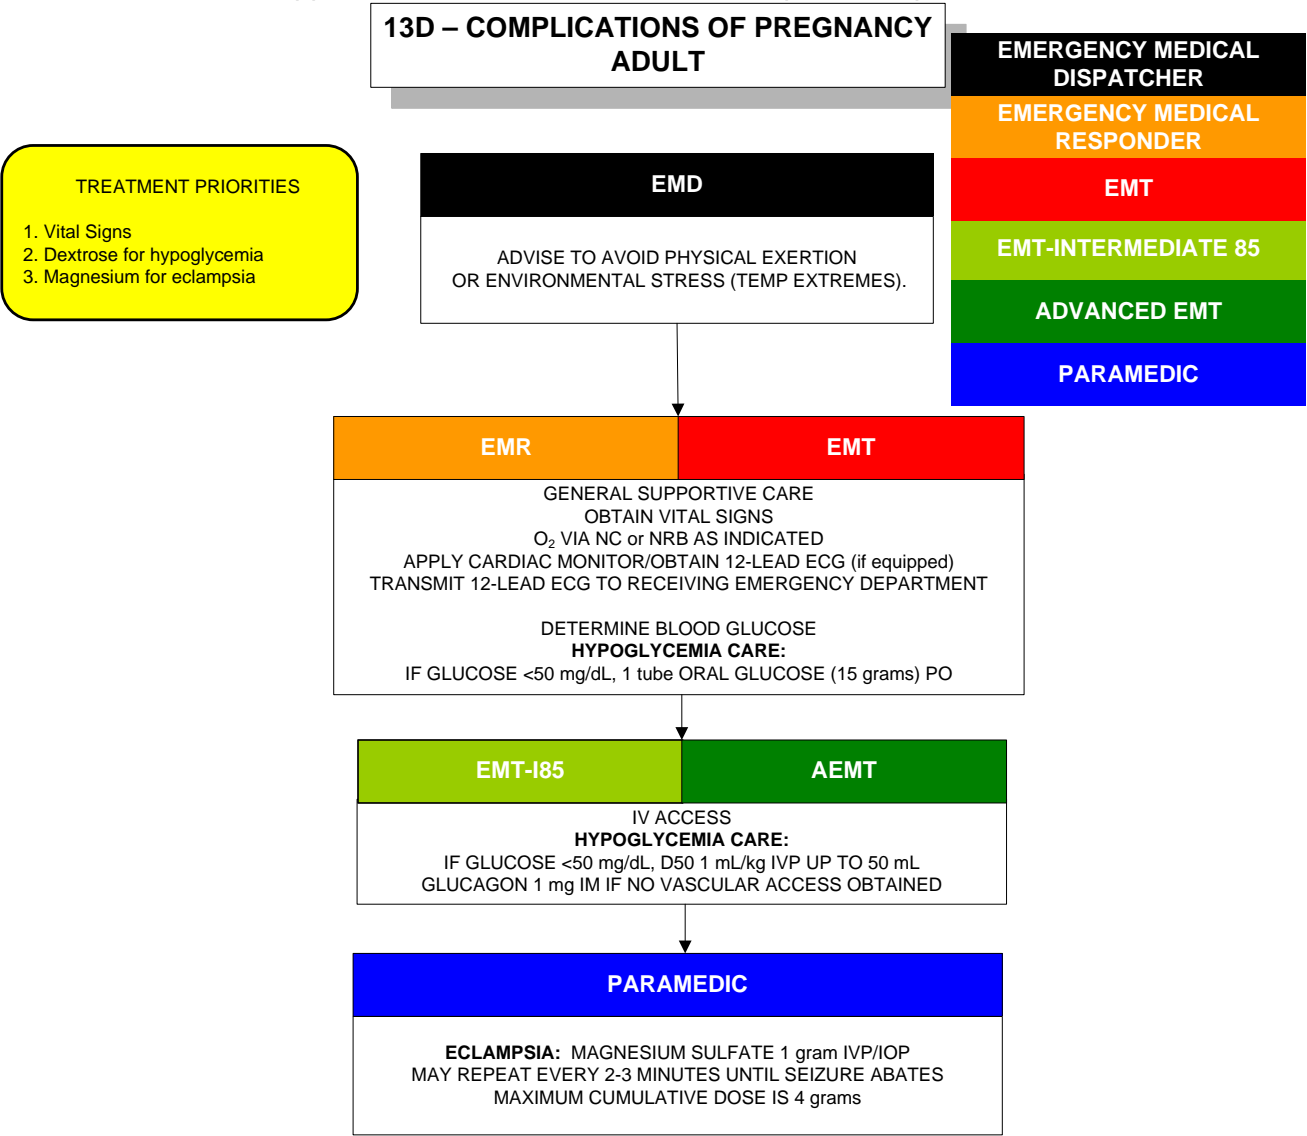 13D – COMPLICATIONS OF PREGNANCY
ADULT
EMERGENCY MEDICAL
DISPATCHER
EMERGENCY MEDICAL
RESPONDER
EMT
EMT-INTERMEDIATE 85
ADVANCED EMT
PARAMEDIC
TREATMENT PRIORITIES
1. Vital Signs
2. Dextrose for hypoglycemia
3. Magnesium for eclampsia
EMD
ADVISE TO AVOID PHYSICAL EXERTION
OR ENVIRONMENTAL STRESS (TEMP EXTREMES).
EMR
EMT
GENERAL SUPPORTIVE CARE
OBTAIN VITAL SIGNS
O₂ VIA NC or NRB AS INDICATED
APPLY CARDIAC MONITOR/OBTAIN 12-LEAD ECG (if equipped)
TRANSMIT 12-LEAD ECG TO RECEIVING EMERGENCY DEPARTMENT
DETERMINE BLOOD GLUCOSE
HYPOGLYCEMIA CARE:
IF GLUCOSE <50 mg/dL, 1 tube ORAL GLUCOSE (15 grams) PO
EMT-I85
AEMT
IV ACCESS
HYPOGLYCEMIA CARE:
IF GLUCOSE <50 mg/dL, D50 1 mL/kg IVP UP TO 50 mL
GLUCAGON 1 mg IM IF NO VASCULAR ACCESS OBTAINED
PARAMEDIC
ECLAMPSIA: MAGNESIUM SULFATE 1 gram IVP/IOP
MAY REPEAT EVERY 2-3 MINUTES UNTIL SEIZURE ABATES
MAXIMUM CUMULATIVE DOSE IS 4 grams